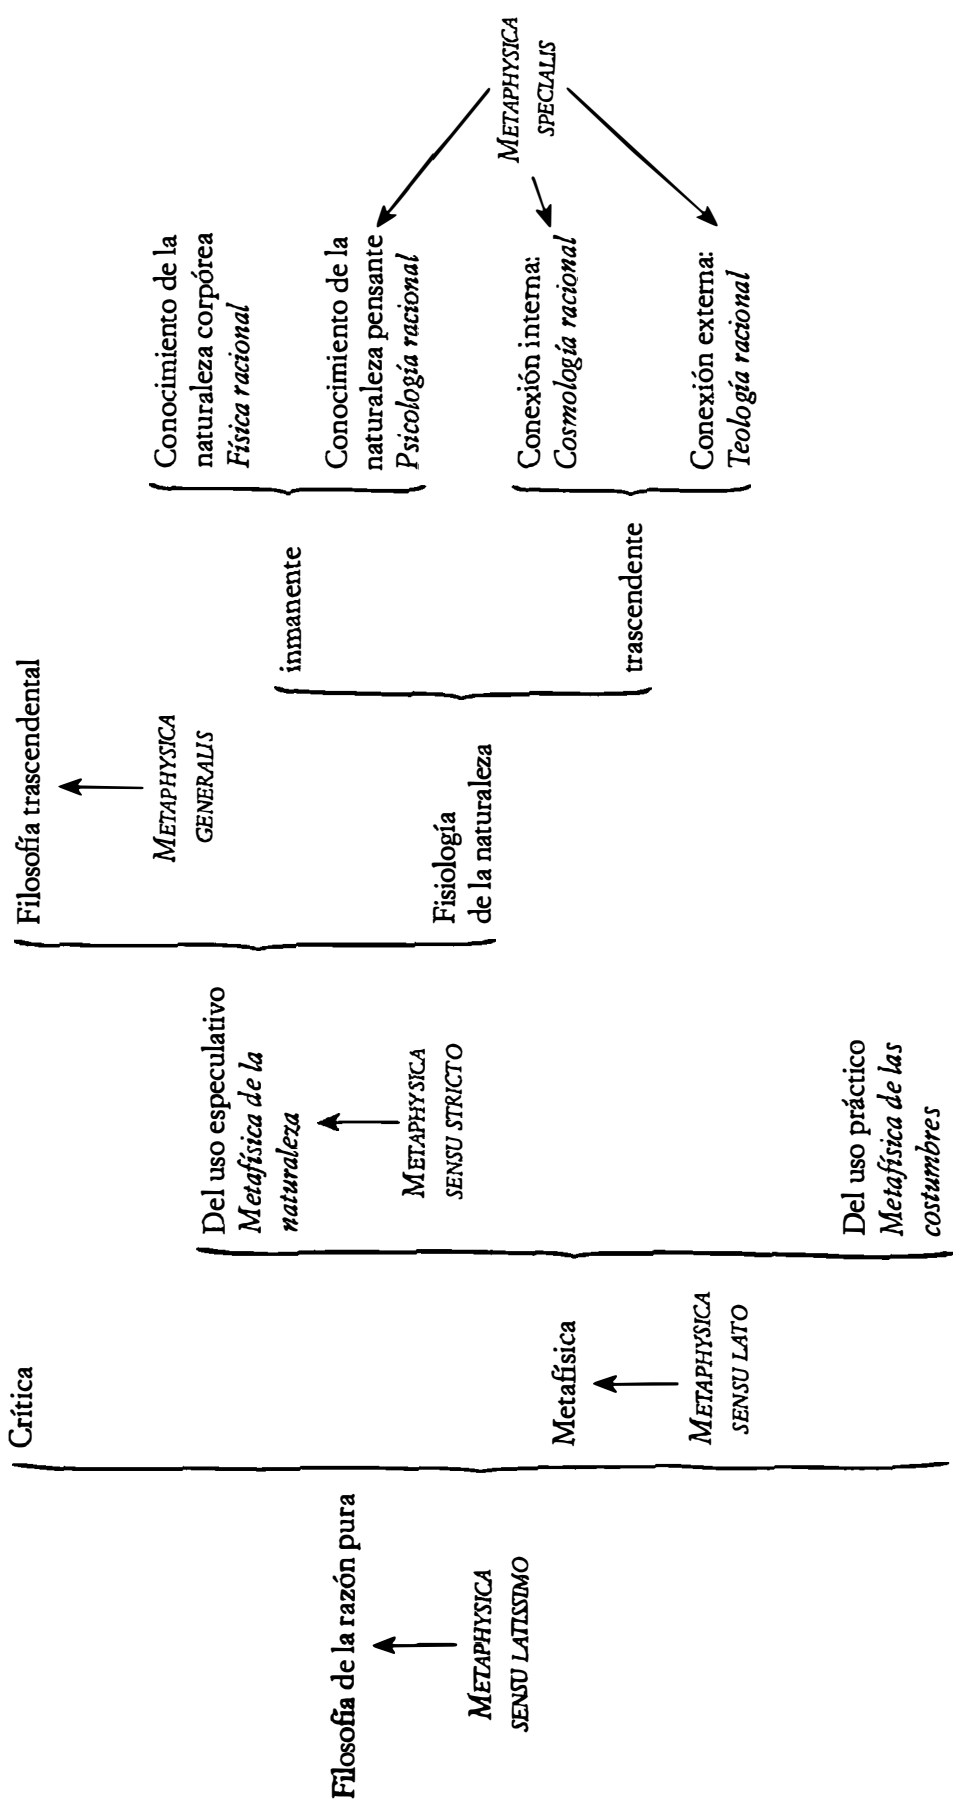 Filosofía de la razón pura
METAPHYSICA
SENSU LATISSIMO
Crítica
Metafísica
METAPHYSICA
SENSU LATO
Del uso especulativo
Metafísica de la
naturaleza
METAPHYSICA
SENSU STRICTO
Del uso práctico
Metafísica de las
costumbres
Filosofía trascendental
METAPHYSICA
GENERALIS
Fisiología
de la naturaleza
inmanente
trascendente
Conocimiento de la
naturaleza corpórea
Física racional
Conocimiento de la
naturaleza pensante
Psicología racional
Conexión interna:
Cosmología racional
Conexión externa:
Teología racional
METAPHYSICA
SPECIALIS